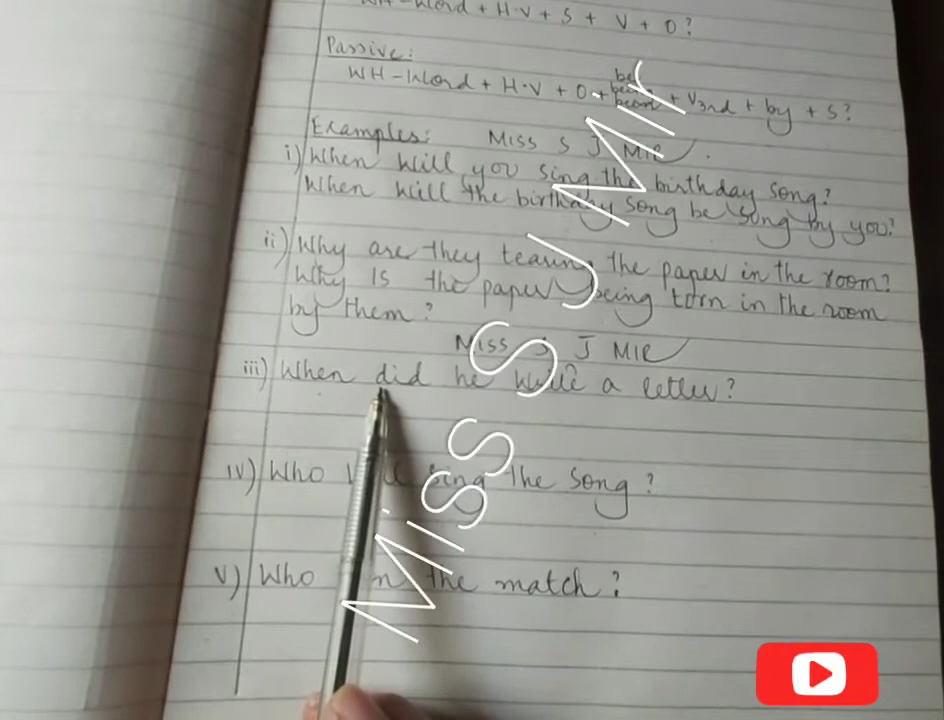 WH-Word + H.V + S + V + O?
Passive:
WH-Word + H.V + O + be
being
been + V3rd + by + S?
Examples: Miss S J MIR
i) When will you sing the birthday song?
When will the birthday song be song by you?
ii) Why are they tearing the paper in the room?
Why Is the paper being torn in the room
by them?
Miss S J MIR
iii) When did he write a letter?
iv) Who will sing the song?
v) Who the match?
MISS S J MIR